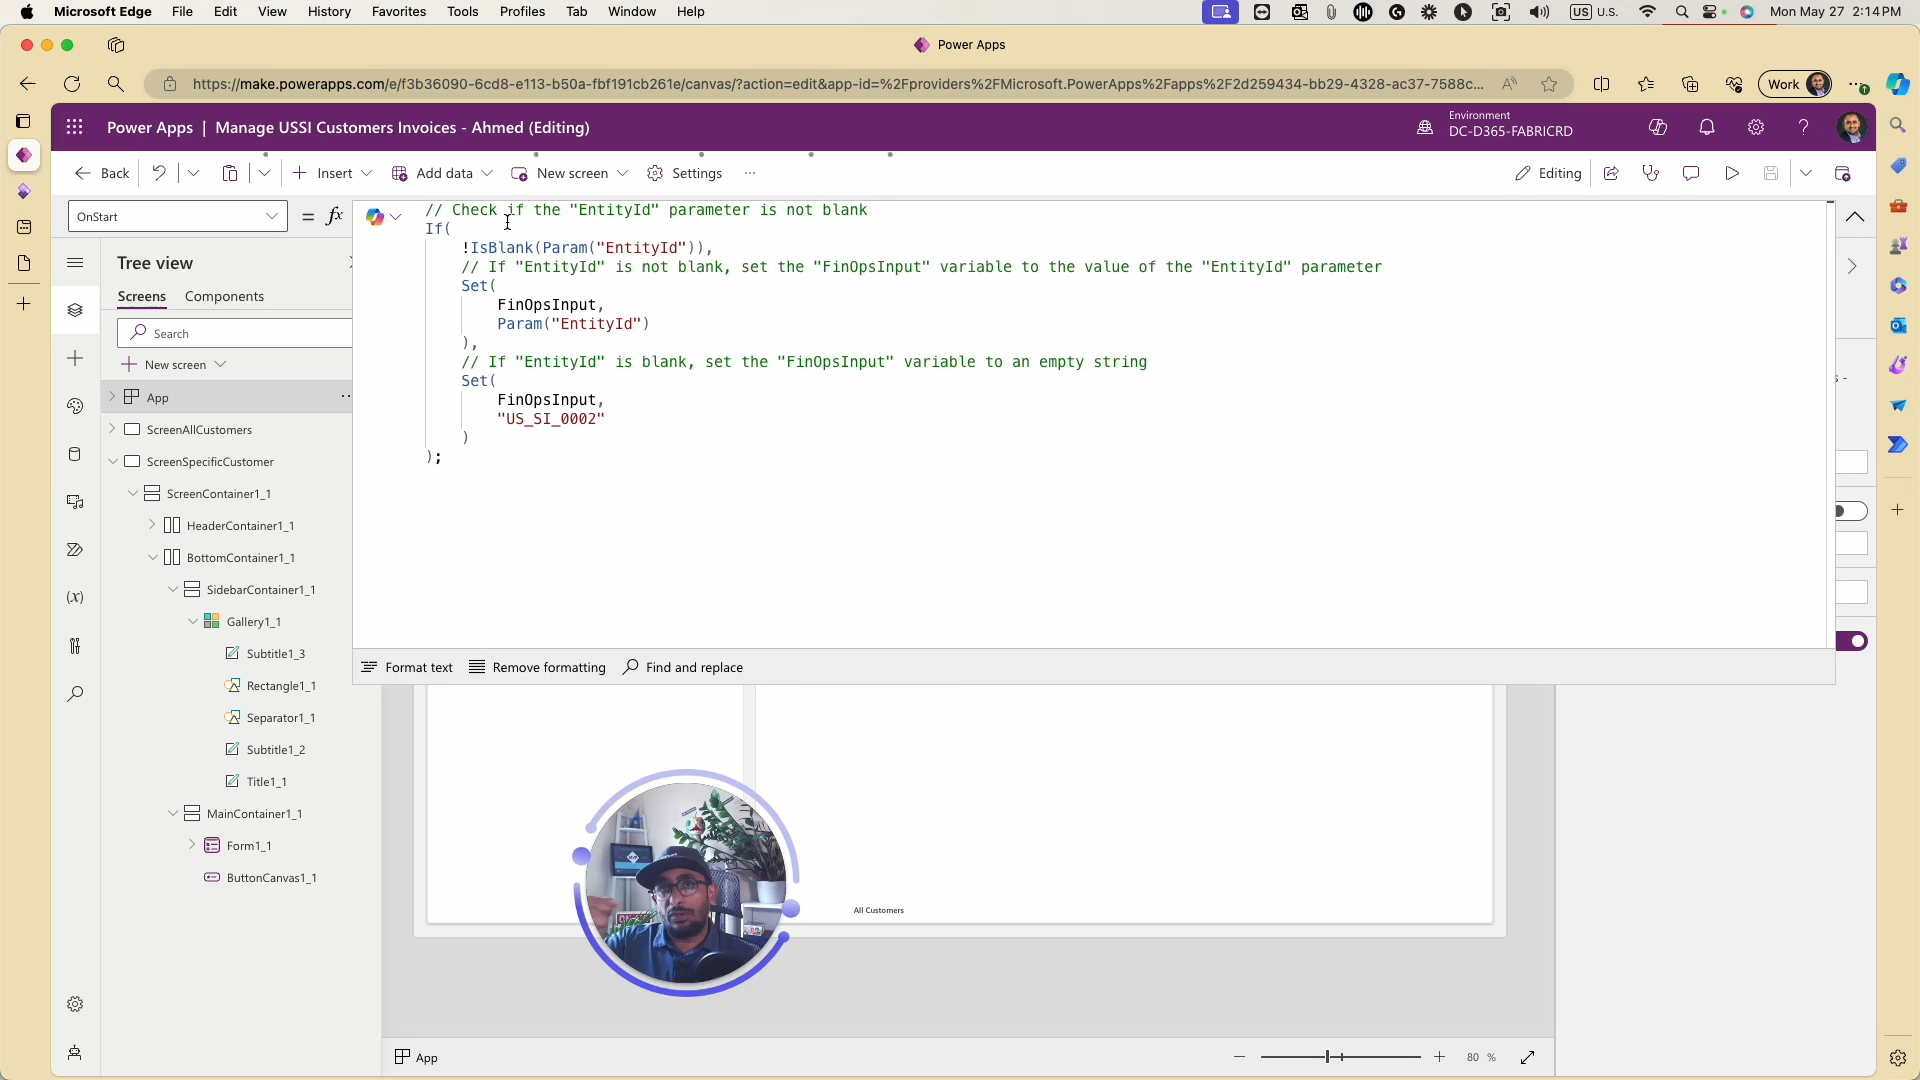 Microsoft Edge File Edit View History Favorites Tools Profiles Tab Window Help US U.S. Mon May 27 2:14 PM
Power Apps
https://make.powerapps.com/e/f3b36090-6cd8-e113-b50a-fbf191cb261e/canvas/?action=edit&app-id=%2Fproviders%2FMicrosoft.PowerApps%2Fapps%2F2d259434-bb29-4328-ac37-7588c... Work
Power Apps | Manage USSI Customers Invoices - Ahmed (Editing)
Environment
DC-D365-FABRICRD
Back Insert Add data New screen Settings ... Editing
OnStart = fx
// Check if the "EntityId" parameter is not blank
If(
!IsBlank(Param("EntityId")),
// If "EntityId" is not blank, set the "FinOpsInput" variable to the value of the "EntityId" parameter
Set(
FinOpsInput,
Param("EntityId")
),
// If "EntityId" is blank, set the "FinOpsInput" variable to an empty string
Set(
FinOpsInput,
"US_SI_0002"
)
);
Format text Remove formatting Find and replace
Tree view
Screens Components
Search
New screen
App
ScreenAllCustomers
ScreenSpecificCustomer
ScreenContainer1_1
HeaderContainer1_1
BottomContainer1_1
SidebarContainer1_1
Gallery1_1
Subtitle1_3
Rectangle1_1
Separator1_1
Subtitle1_2
Title1_1
MainContainer1_1
Form1_1
ButtonCanvas1_1
All Customers
App 80 %